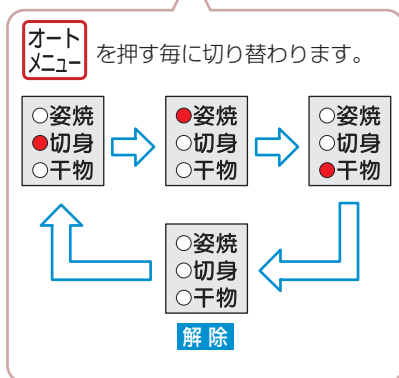 オート
メニュー
を押す毎に切り替わります。
○姿焼
●切身
○干物
●姿焼
○切身
○干物
○姿焼
○切身
●干物
○姿焼
○切身
○干物
解除